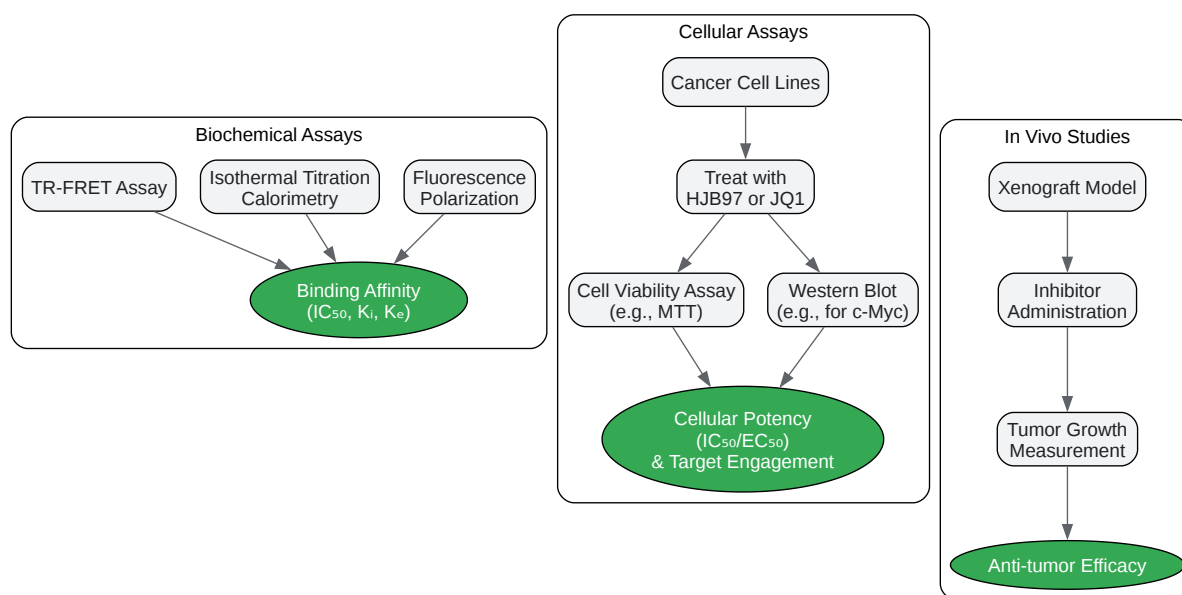 Biochemical Assays
TR-FRET Assay
Isothermal Titration
Calorimetry
Fluorescence
Polarization
Binding Affinity
(IC₅₀, Kᵢ, Kₑ)
Cellular Assays
Cancer Cell Lines
Treat with
HJB97 or JQ1
Cell Viability Assay
(e.g., MTT)
Western Blot
(e.g., for c-Myc)
Cellular Potency
(IC₅₀/EC₅₀)
& Target Engagement
In Vivo Studies
Xenograft Model
Inhibitor
Administration
Tumor Growth
Measurement
Anti-tumor Efficacy